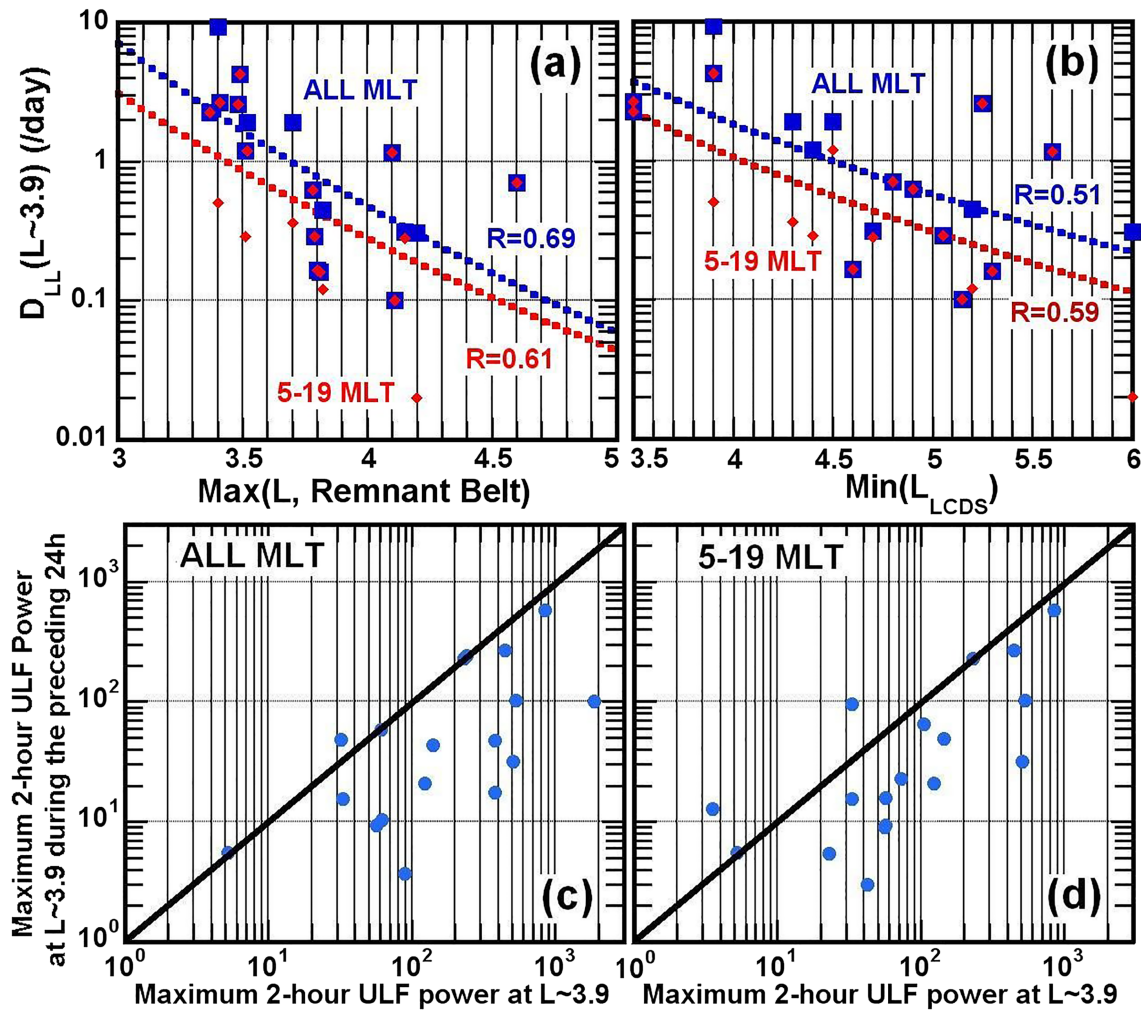 10
1
0.1
0.01
D_LL (L~3.9) (/day)
(a)
ALL MLT
R=0.69
R=0.61
5-19 MLT
3
3.5
4
4.5
5
Max(L, Remnant Belt)
(b)
ALL MLT
R=0.51
5-19 MLT
R=0.59
3.5
4
4.5
5
5.5
6
Min(L_LCDS)
Maximum 2-hour ULF Power
at L~3.9 during the preceding 24h
10^3
10^2
10^1
10^0
ALL MLT
(c)
10^0
10^1
10^2
10^3
Maximum 2-hour ULF power at L~3.9
5-19 MLT
(d)
10^0
10^1
10^2
10^3
Maximum 2-hour ULF power at L~3.9